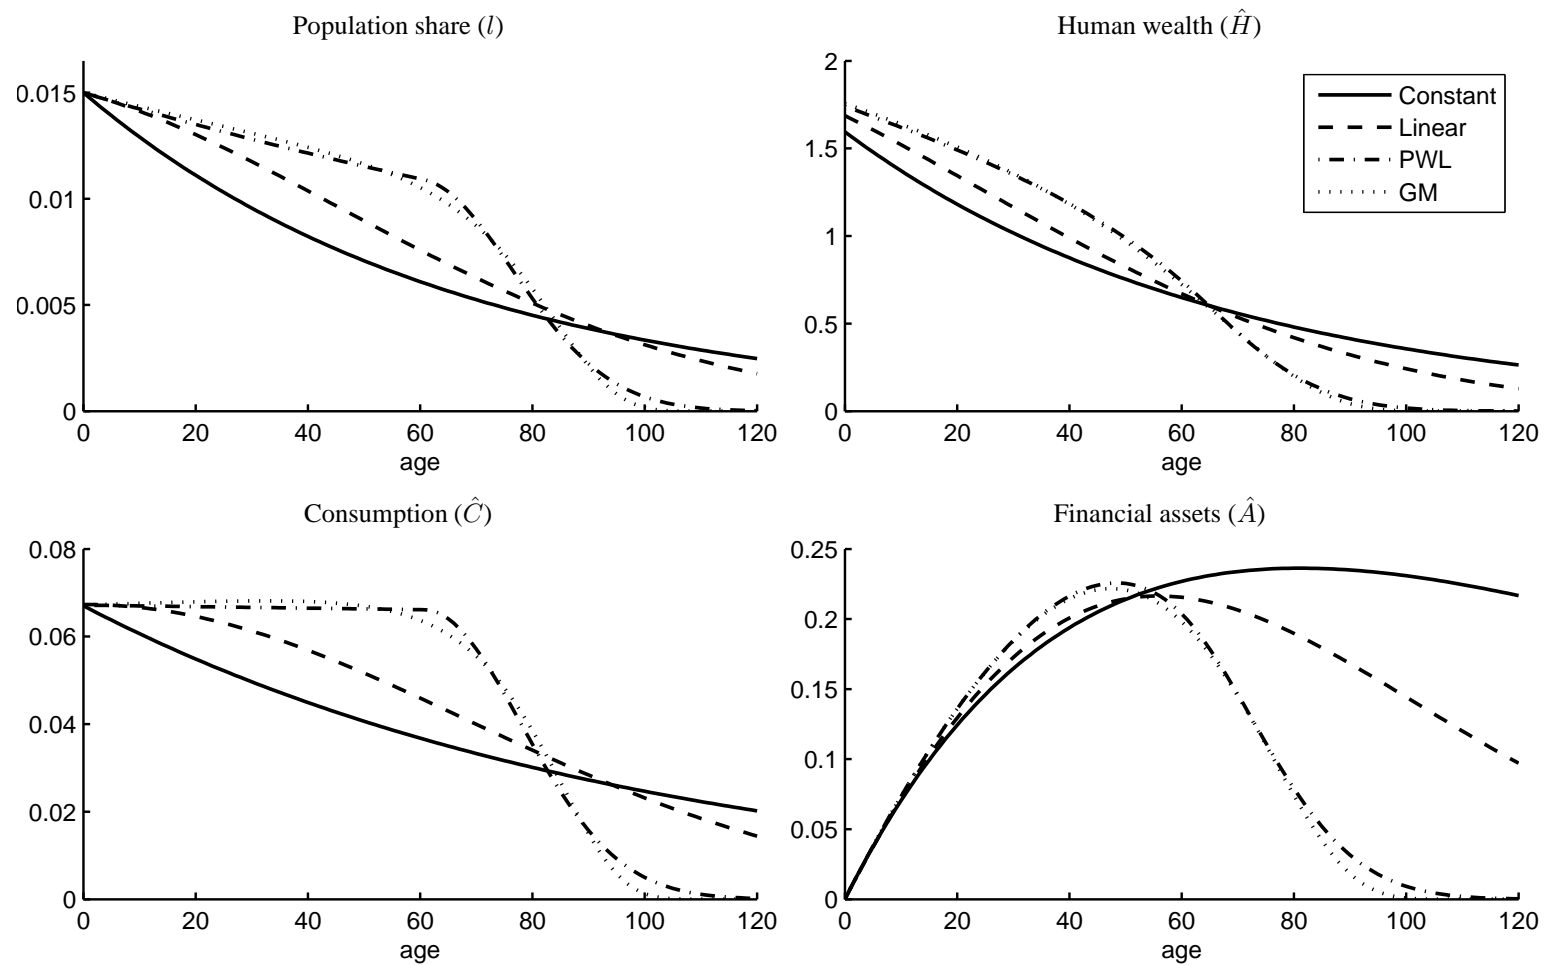 Population share (l)
0.015
0.01
0.005
0
0 20 40 60 80 100 120
age
Human wealth (Ĥ)
2
1.5
1
0.5
0
0 20 40 60 80 100 120
age
Constant
Linear
PWL
GM
Consumption (Ĉ)
0.08
0.06
0.04
0.02
0
0 20 40 60 80 100 120
age
Financial assets (Â)
0.25
0.2
0.15
0.1
0.05
0
0 20 40 60 80 100 120
age